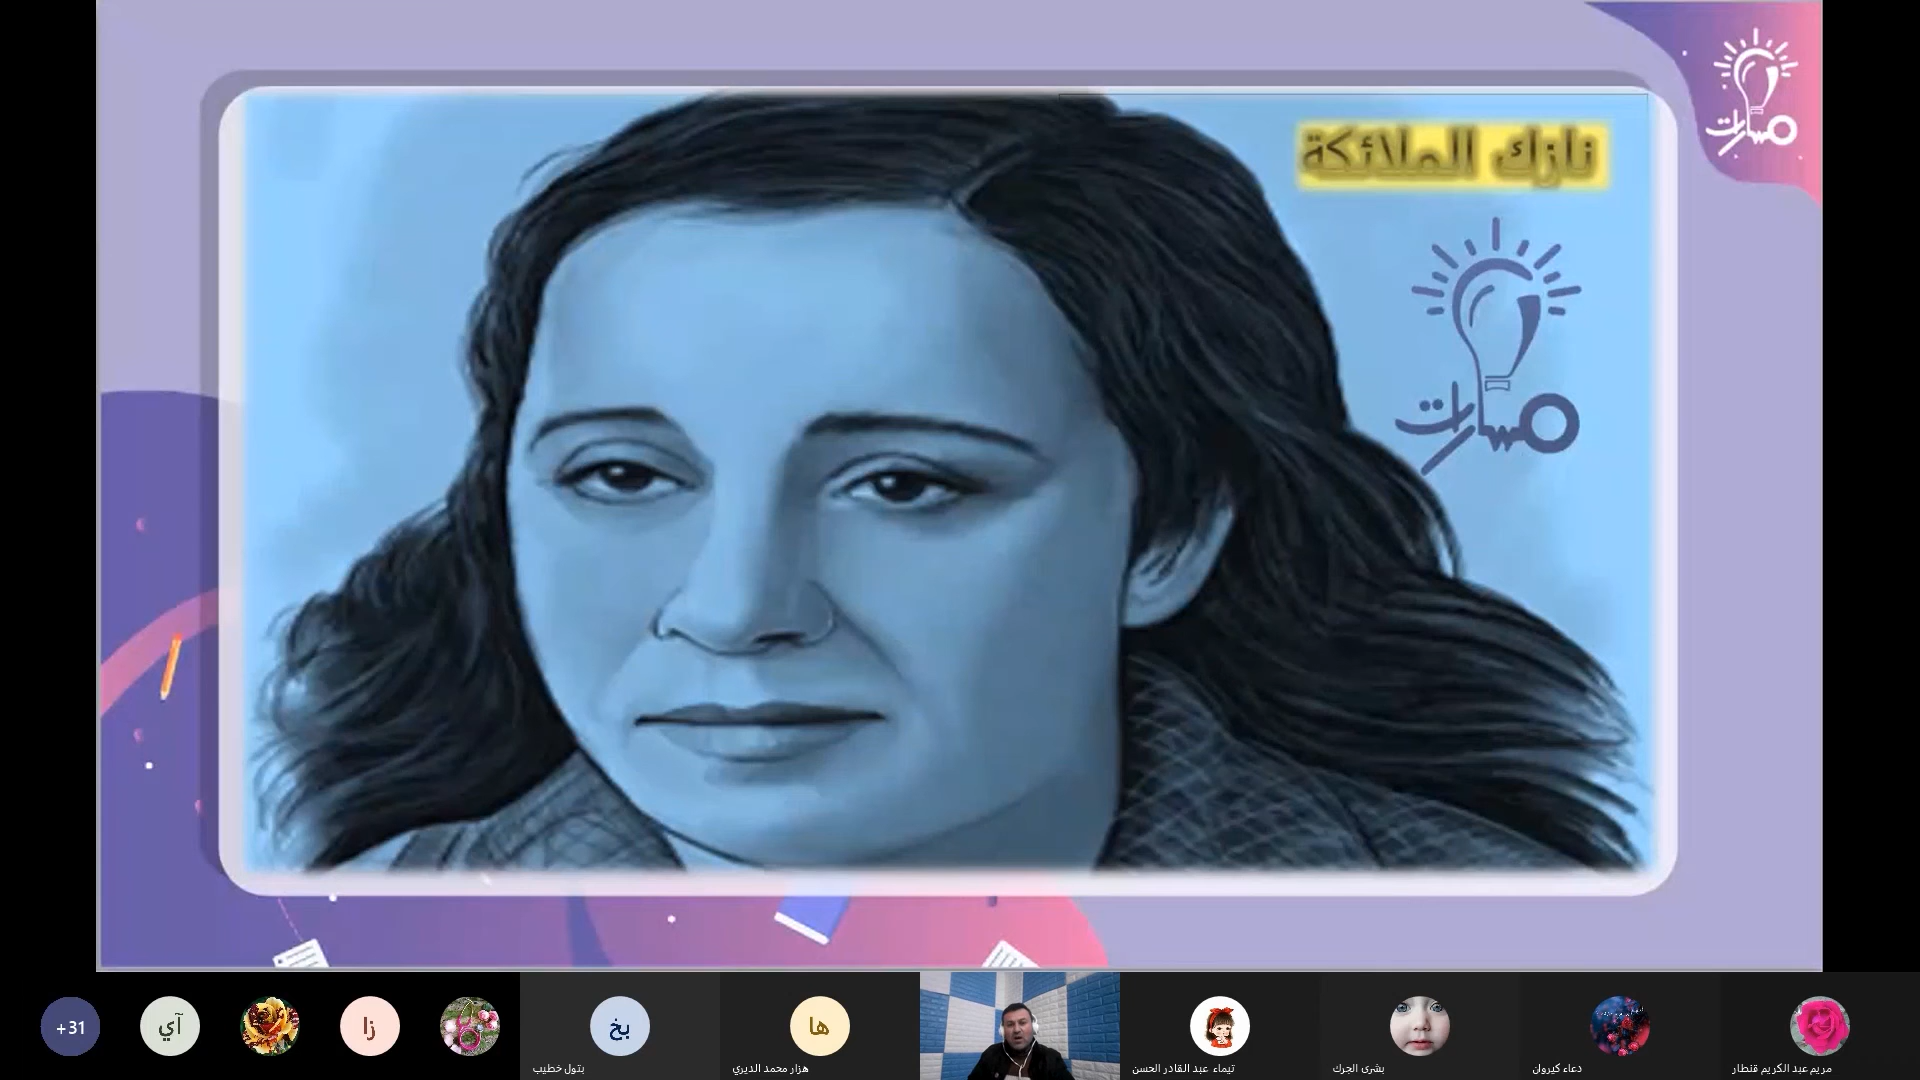 مسارات
نازك الملائكة
مسارات
+31
آي
زا
بخ
بتول خطيب
ها
هزار محمد الديري
تيماء عبد القادر الحسن
بشرى الجرك
دعاء كيروان
مريم عبد الكريم قنطار